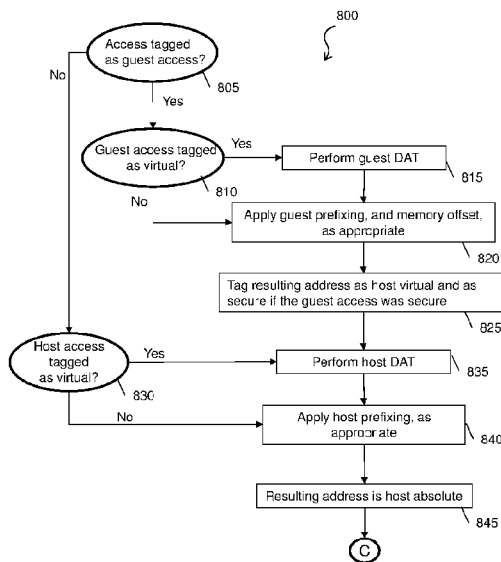 800
Access tagged
as guest access?
805
No
Yes
Guest access tagged
as virtual?
810
Yes
Perform guest DAT
815
No
Apply guest prefixing, and memory offset,
as appropriate
820
Tag resulting address as host virtual and as
secure if the guest access was secure
825
Host access
tagged
as virtual?
830
Yes
Perform host DAT
835
No
Apply host prefixing, as
appropriate
840
Resulting address is host absolute
845
C